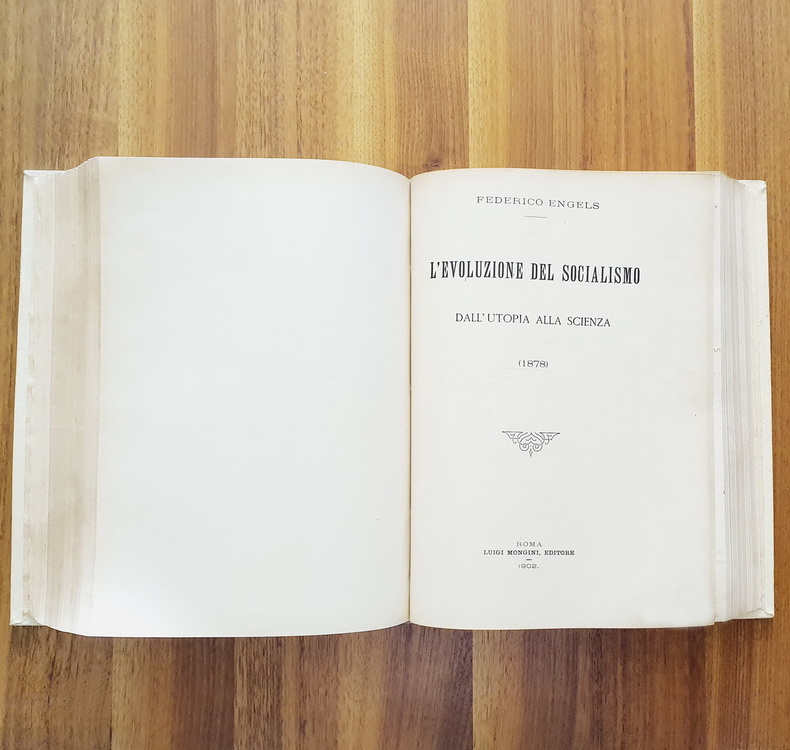 FEDERICO ENGELS
L'EVOLUZIONE DEL SOCIALISMO
DALL'UTOPIA ALLA SCIENZA
(1878)
ROMA
LUIGI MONGINI, EDITORE
1902.